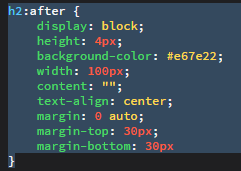 h2:after {
    display: block;
    height: 4px;
    background-color: #e67e22;
    width: 100px;
    content: "";
    text-align: center;
    margin: 0 auto;
    margin-top: 30px;
    margin-bottom: 30px
}